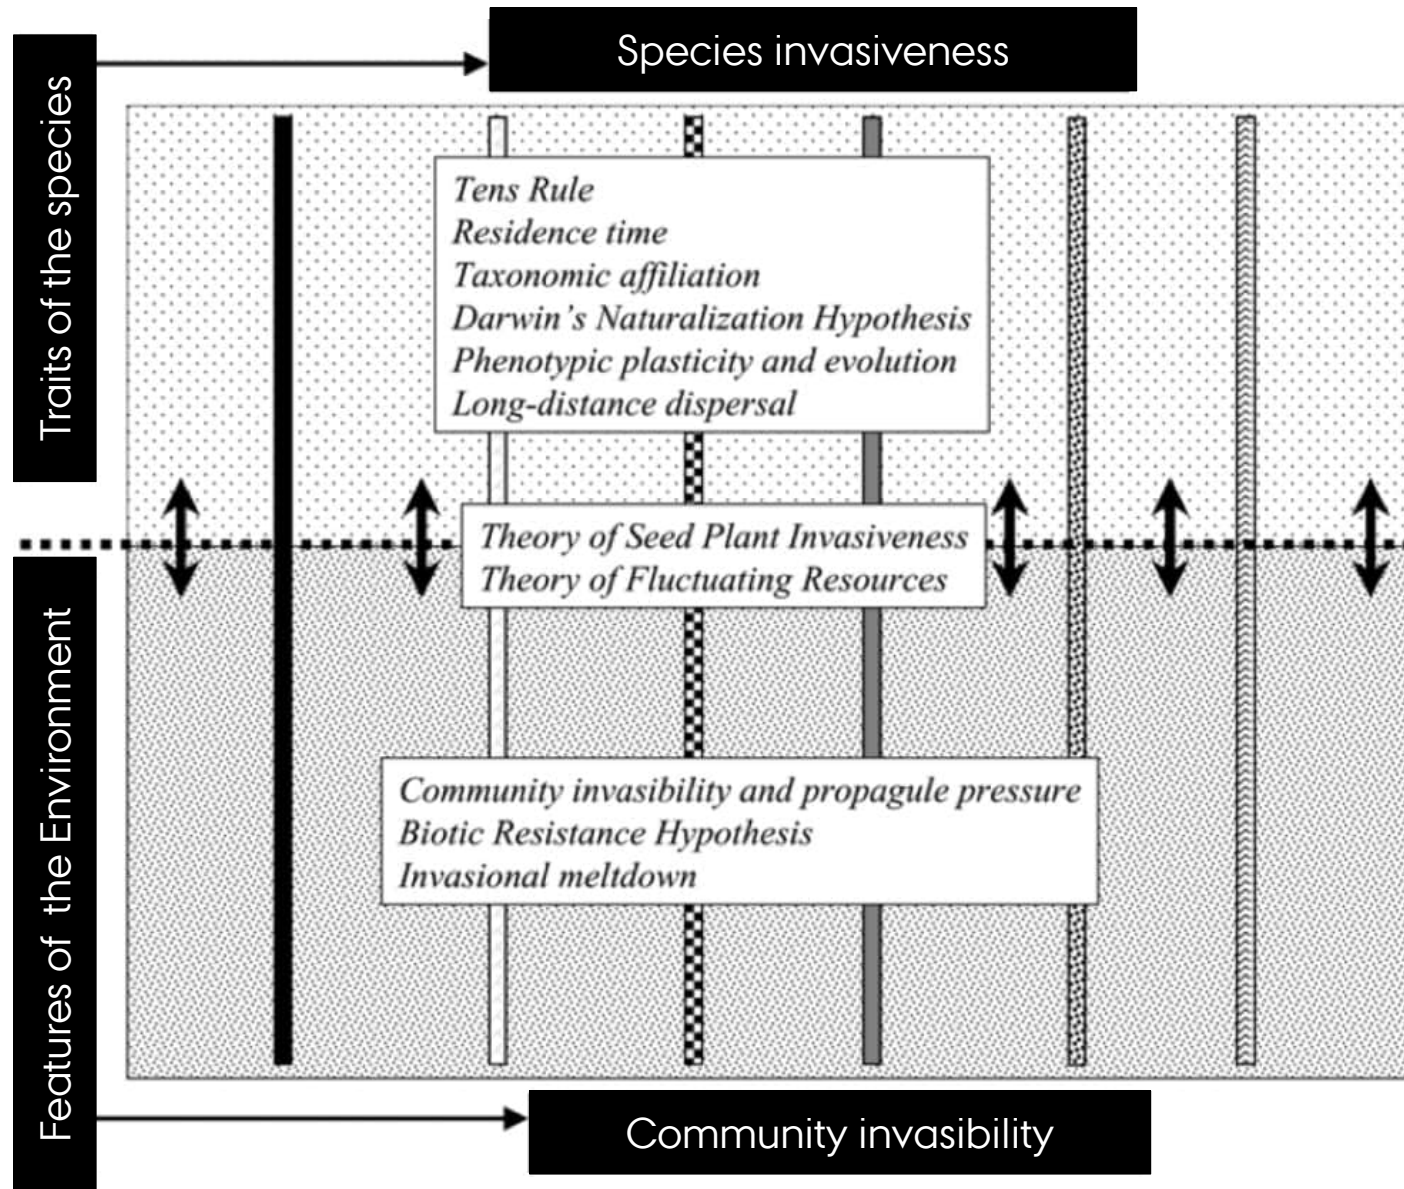 Species invasiveness
Traits of the species
Tens Rule
Residence time
Taxonomic affiliation
Darwin's Naturalization Hypothesis
Phenotypic plasticity and evolution
Long-distance dispersal
Theory of Seed Plant Invasiveness
Theory of Fluctuating Resources
Features of the Environment
Community invasibility and propagule pressure
Biotic Resistance Hypothesis
Invasional meltdown
Community invasibility